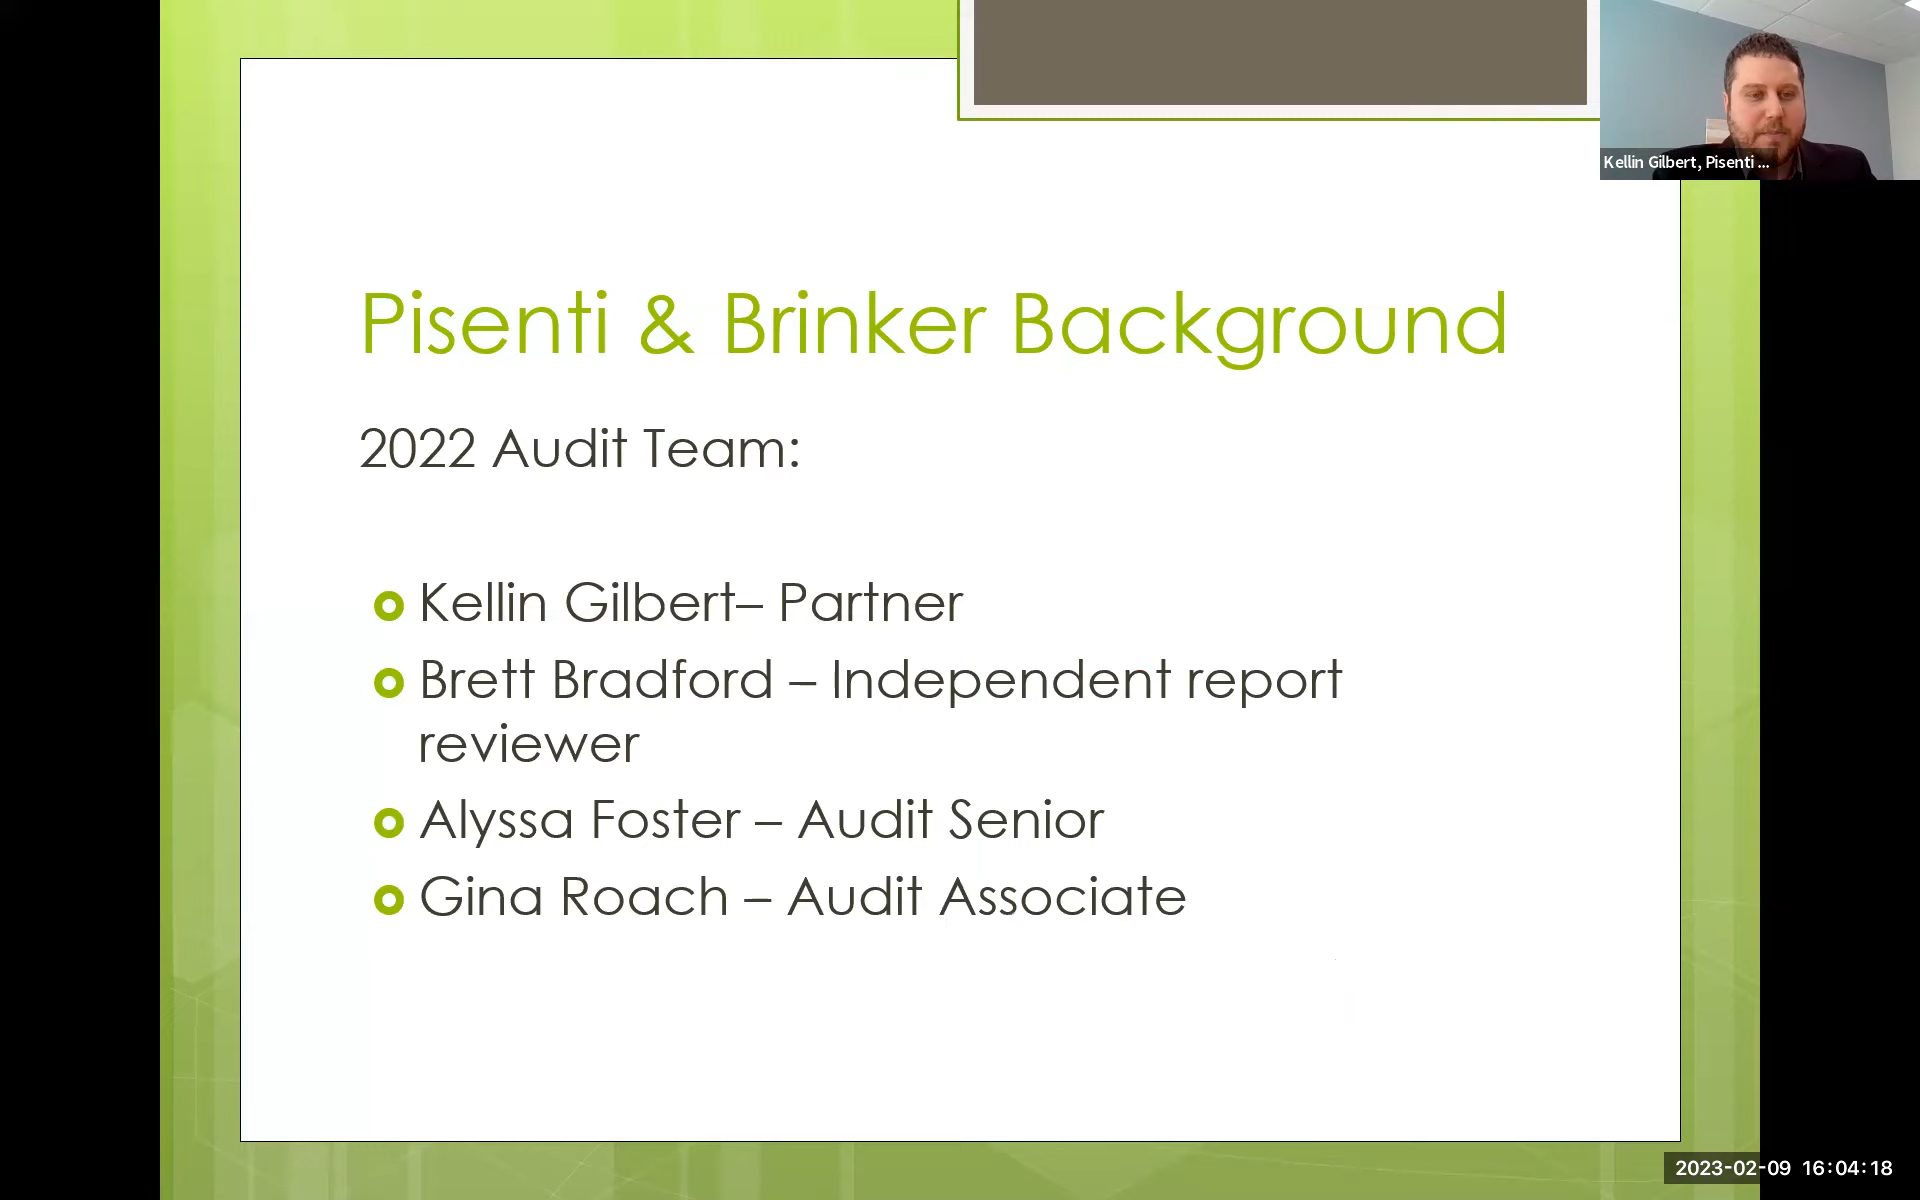 Kellin Gilbert, Pisenti ...
Pisenti & Brinker Background
2022 Audit Team:
Kellin Gilbert– Partner
Brett Bradford – Independent report
reviewer
Alyssa Foster – Audit Senior
Gina Roach – Audit Associate
2023-02-09 16:04:18